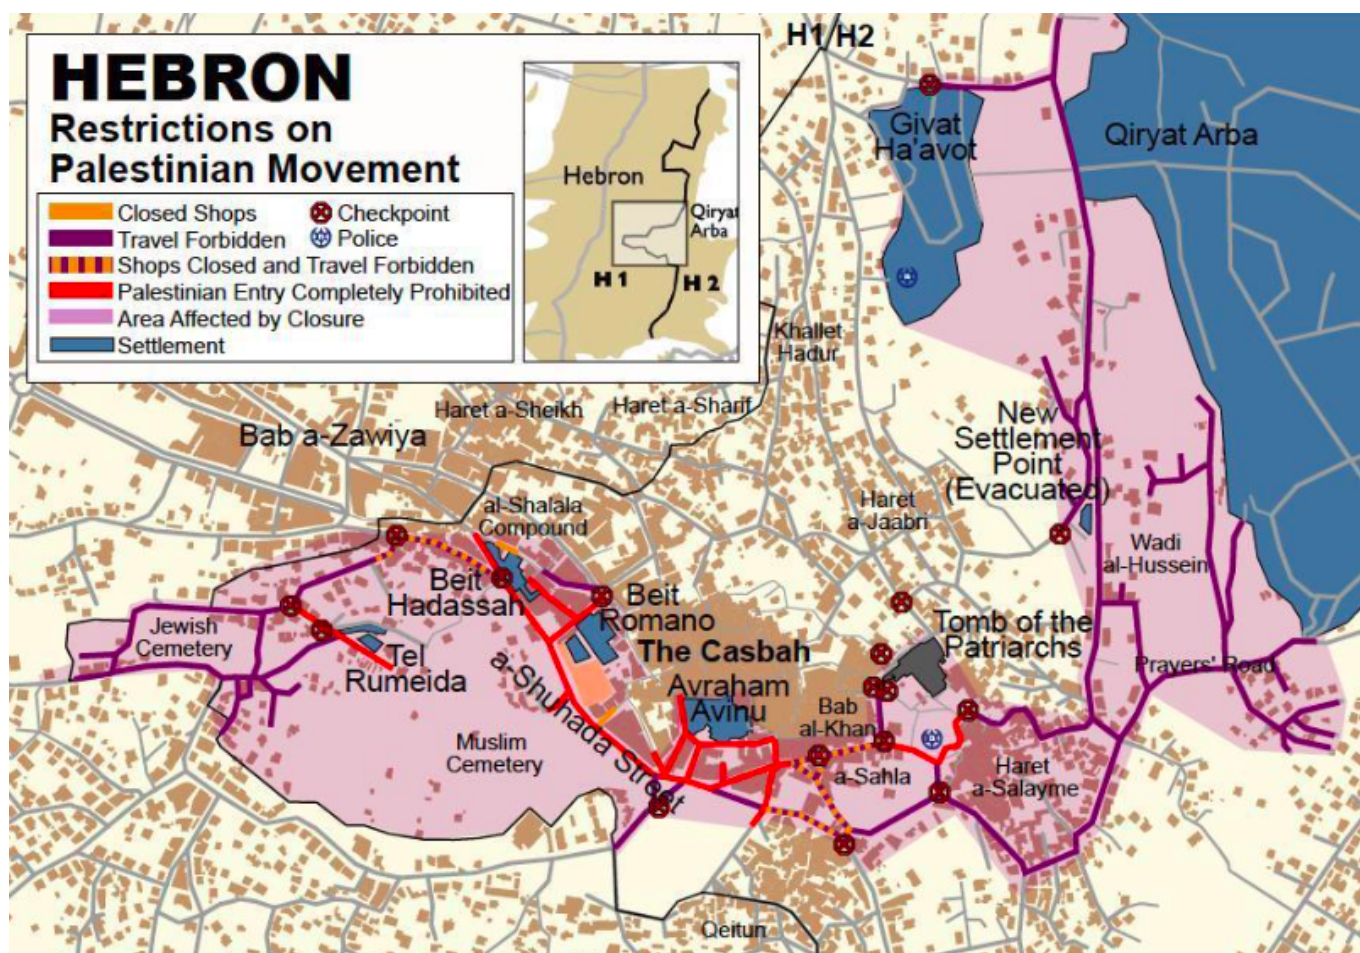 HEBRON
Restrictions on
Palestinian Movement
Closed Shops
Checkpoint
Travel Forbidden
Police
Shops Closed and Travel Forbidden
Palestinian Entry Completely Prohibited
Area Affected by Closure
Settlement
Hebron
Qiryat
Arba
H 1
H 2
H1/H2
Givat
Ha'avot
Qiryat Arba
Khallet
Hadur
Haret a-Sheikh
Haret a-Sharif
Bab a-Zawiya
New
Settlement
Point
(Evacuated)
al-Shalala
Compound
Haret
a-Jaabri
Wadi
al-Hussein
Beit
Hadassah
Beit
Romano
Tomb of the
Patriarchs
Jewish
Cemetery
The Casbah
Tel
Rumeida
Prayers' Road
Avraham
Avinu
Bab
al-Khan
a-Shuhada Street
Muslim
Cemetery
a-Sahla
Haret
a-Salayme
Qeitun